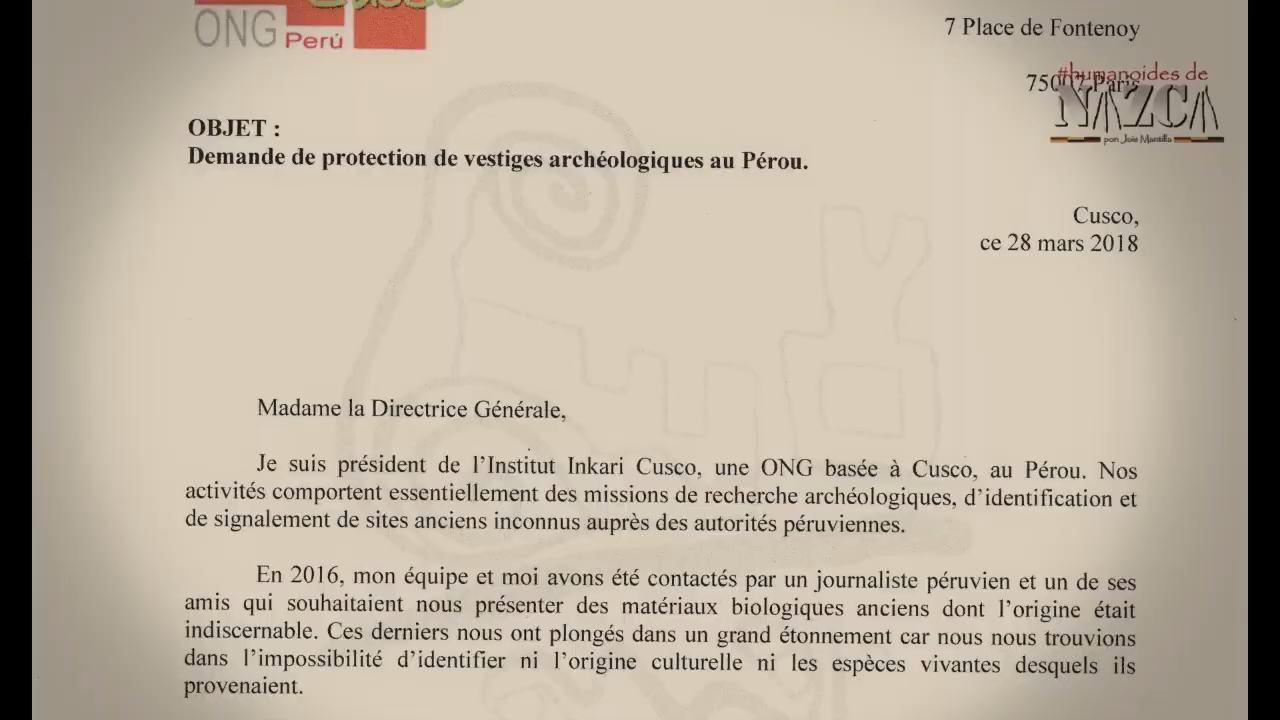 Cusco
ONG Perú
7 Place de Fontenoy
75007 Paris
#humanoides de
NAZCA
por: Jois Mantilla
OBJET :
Demande de protection de vestiges archéologiques au Pérou.
Cusco,
ce 28 mars 2018
Madame la Directrice Générale,
Je suis président de l'Institut Inkari Cusco, une ONG basée à Cusco, au Pérou. Nos
activités comportent essentiellement des missions de recherche archéologiques, d'identification et
de signalement de sites anciens inconnus auprès des autorités péruviennes.
En 2016, mon équipe et moi avons été contactés par un journaliste péruvien et un de ses
amis qui souhaitaient nous présenter des matériaux biologiques anciens dont l'origine était
indiscernable. Ces derniers nous ont plongés dans un grand étonnement car nous nous trouvions
dans l'impossibilité d'identifier ni l'origine culturelle ni les espèces vivantes desquels ils
provenaient.